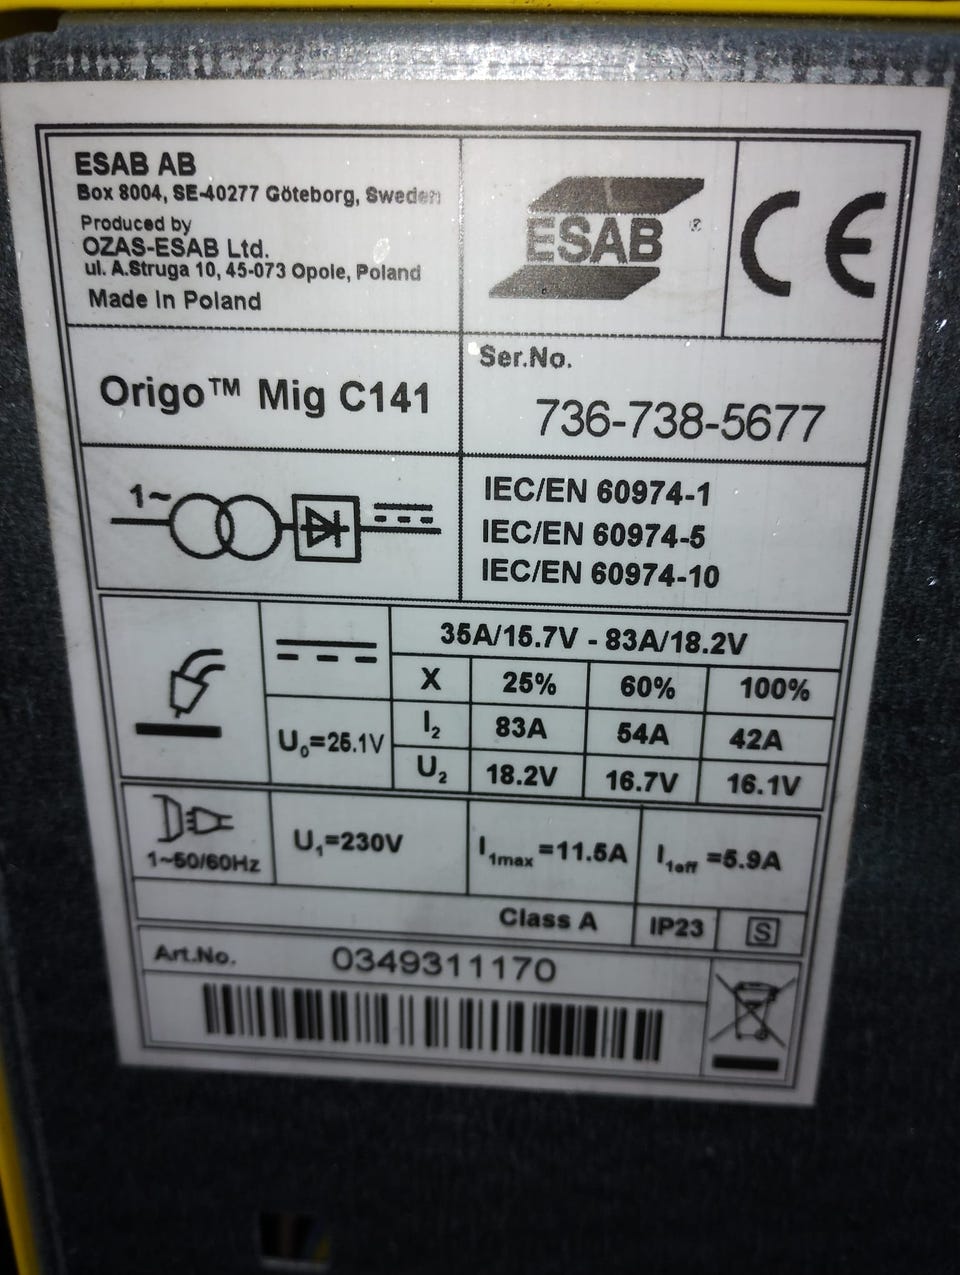 ESAB AB
Box 8004, SE-40277 Göteborg, Sweden
Produced by
OZAS-ESAB Ltd.
ul. A.Struga 10, 45-073 Opole, Poland
Made in Poland
ESAB ®
CE
Origo™ Mig C141
Ser.No.
736-738-5677
1~
IEC/EN 60974-1
IEC/EN 60974-5
IEC/EN 60974-10
35A/15.7V - 83A/18.2V
X 25% 60% 100%
U₀=25.1V
I₂ 83A 54A 42A
U₂ 18.2V 16.7V 16.1V
1~50/60Hz
U₁=230V
I₁max =11.5A
I₁eff =5.9A
Class A
IP23
S
Art.No. 0349311170